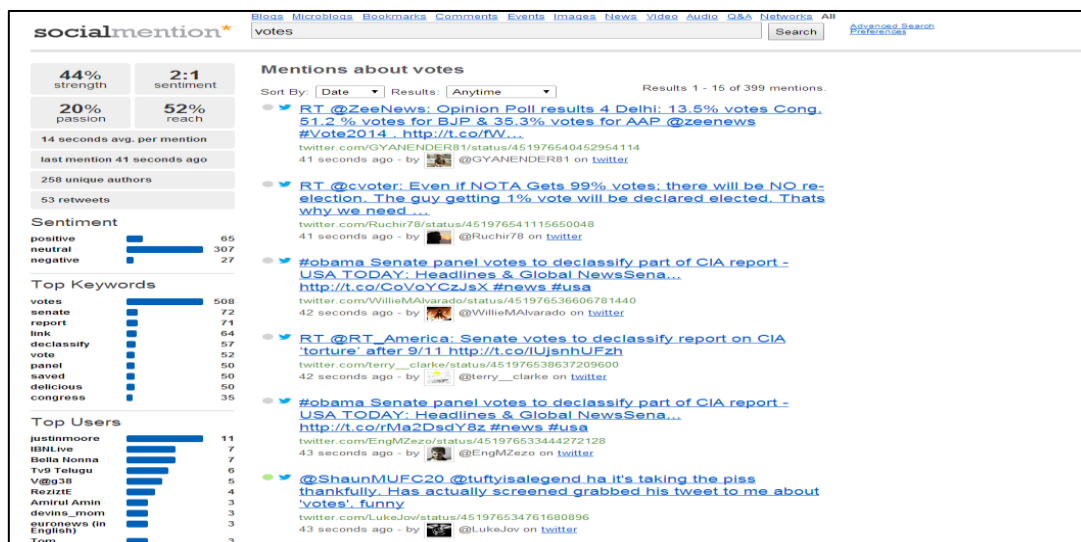 Blogs Microblogs Bookmarks Comments Events Images News Video Audio Q&A Networks All
socialmention*
votes
Search
Advanced Search
Preferences
44%
strength
2:1
sentiment
20%
passion
52%
reach
14 seconds avg. per mention
last mention 41 seconds ago
258 unique authors
53 retweets
Sentiment
positive 65
neutral 307
negative 27
Top Keywords
votes 508
senate 72
report 71
link 64
declassify 57
vote 52
panel 50
saved 50
delicious 50
congress 35
Top Users
justinmoore 11
IBNLive 7
Bella Nonna 7
Tv9 Telugu 6
V@g38 5
ReziztE 4
Amirul Amin 3
devins_mom 3
euronews (in
English) 3
Tom 3
Mentions about votes
Sort By: Date Results: Anytime Results 1 - 15 of 399 mentions.
RT @ZeeNews: Opinion Poll results 4 Delhi: 13.5% votes Cong,
51.2 % votes for BJP & 35.3% votes for AAP @zeenews
#Vote2014 . http://t.co/fW...
twitter.com/GYANENDER81/status/451976540452954114
41 seconds ago - by @GYANENDER81 on twitter
RT @cvoter: Even if NOTA Gets 99% votes; there will be NO re-
election. The guy getting 1% vote will be declared elected. Thats
why we need ...
twitter.com/Ruchir78/status/451976541115650048
41 seconds ago - by @Ruchir78 on twitter
#obama Senate panel votes to declassify part of CIA report -
USA TODAY: Headlines & Global NewsSena...
http://t.co/CoVoYCzJsX #news #usa
twitter.com/WillieMAlvarado/status/451976536606781440
42 seconds ago - by @WillieMAlvarado on twitter
RT @RT_America: Senate votes to declassify report on CIA
'torture' after 9/11 http://t.co/IUjsnhUFzh
twitter.com/terry__clarke/status/451976538637209600
42 seconds ago - by @terry__clarke on twitter
#obama Senate panel votes to declassify part of CIA report -
USA TODAY: Headlines & Global NewsSena...
http://t.co/rMa2DsdY8z #news #usa
twitter.com/EngMZezo/status/451976533444272128
43 seconds ago - by @EngMZezo on twitter
@ShaunMUFC20 @tuftyisalegend ha it's taking the piss
thankfully. Has actually screened grabbed his tweet to me about
'votes', funny
twitter.com/LukeJov/status/451976534761680896
43 seconds ago - by @LukeJov on twitter